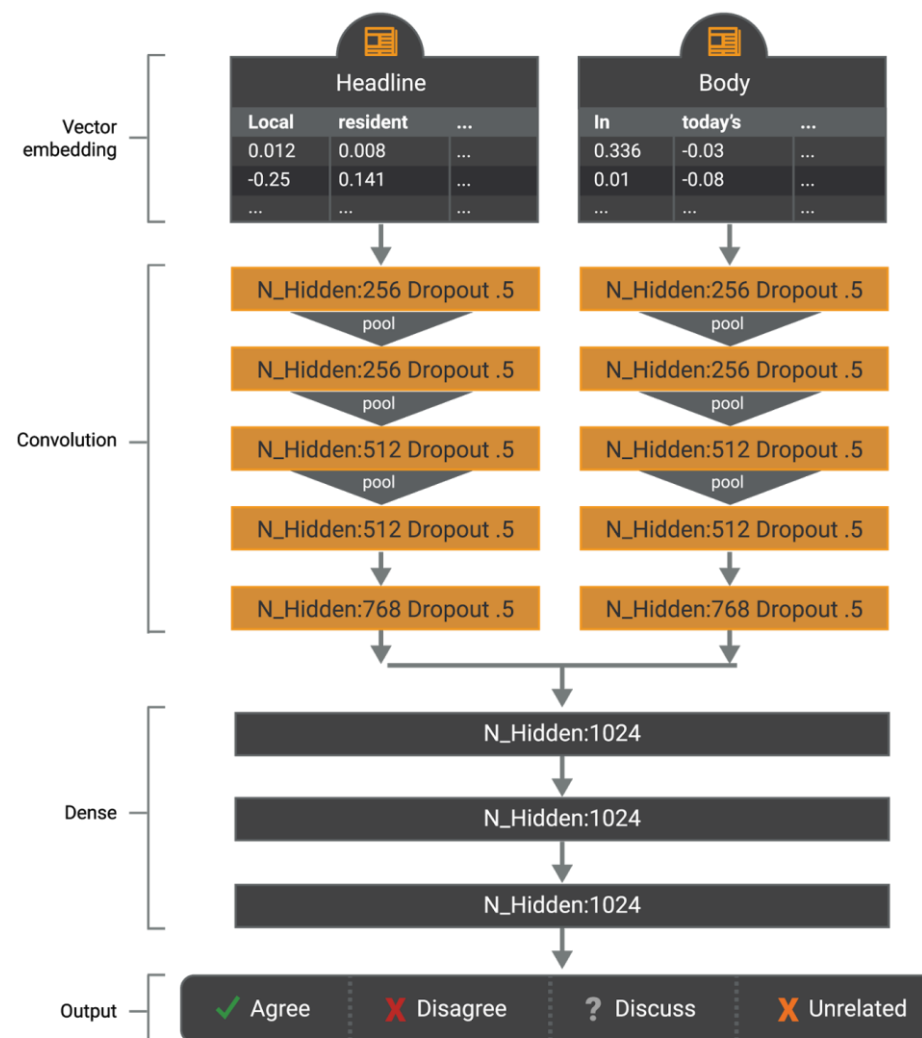 Vector
embedding
Headline
Local resident ...
0.012 0.008 ...
-0.25 0.141 ...
... ... ...
Body
In today’s ...
0.336 -0.03 ...
0.01 -0.08 ...
... ... ...
Convolution
N_Hidden:256 Dropout .5
pool
N_Hidden:256 Dropout .5
pool
N_Hidden:512 Dropout .5
pool
N_Hidden:512 Dropout .5
N_Hidden:768 Dropout .5
N_Hidden:256 Dropout .5
pool
N_Hidden:256 Dropout .5
pool
N_Hidden:512 Dropout .5
pool
N_Hidden:512 Dropout .5
N_Hidden:768 Dropout .5
Dense
N_Hidden:1024
N_Hidden:1024
N_Hidden:1024
Output
Agree
Disagree
? Discuss
Unrelated